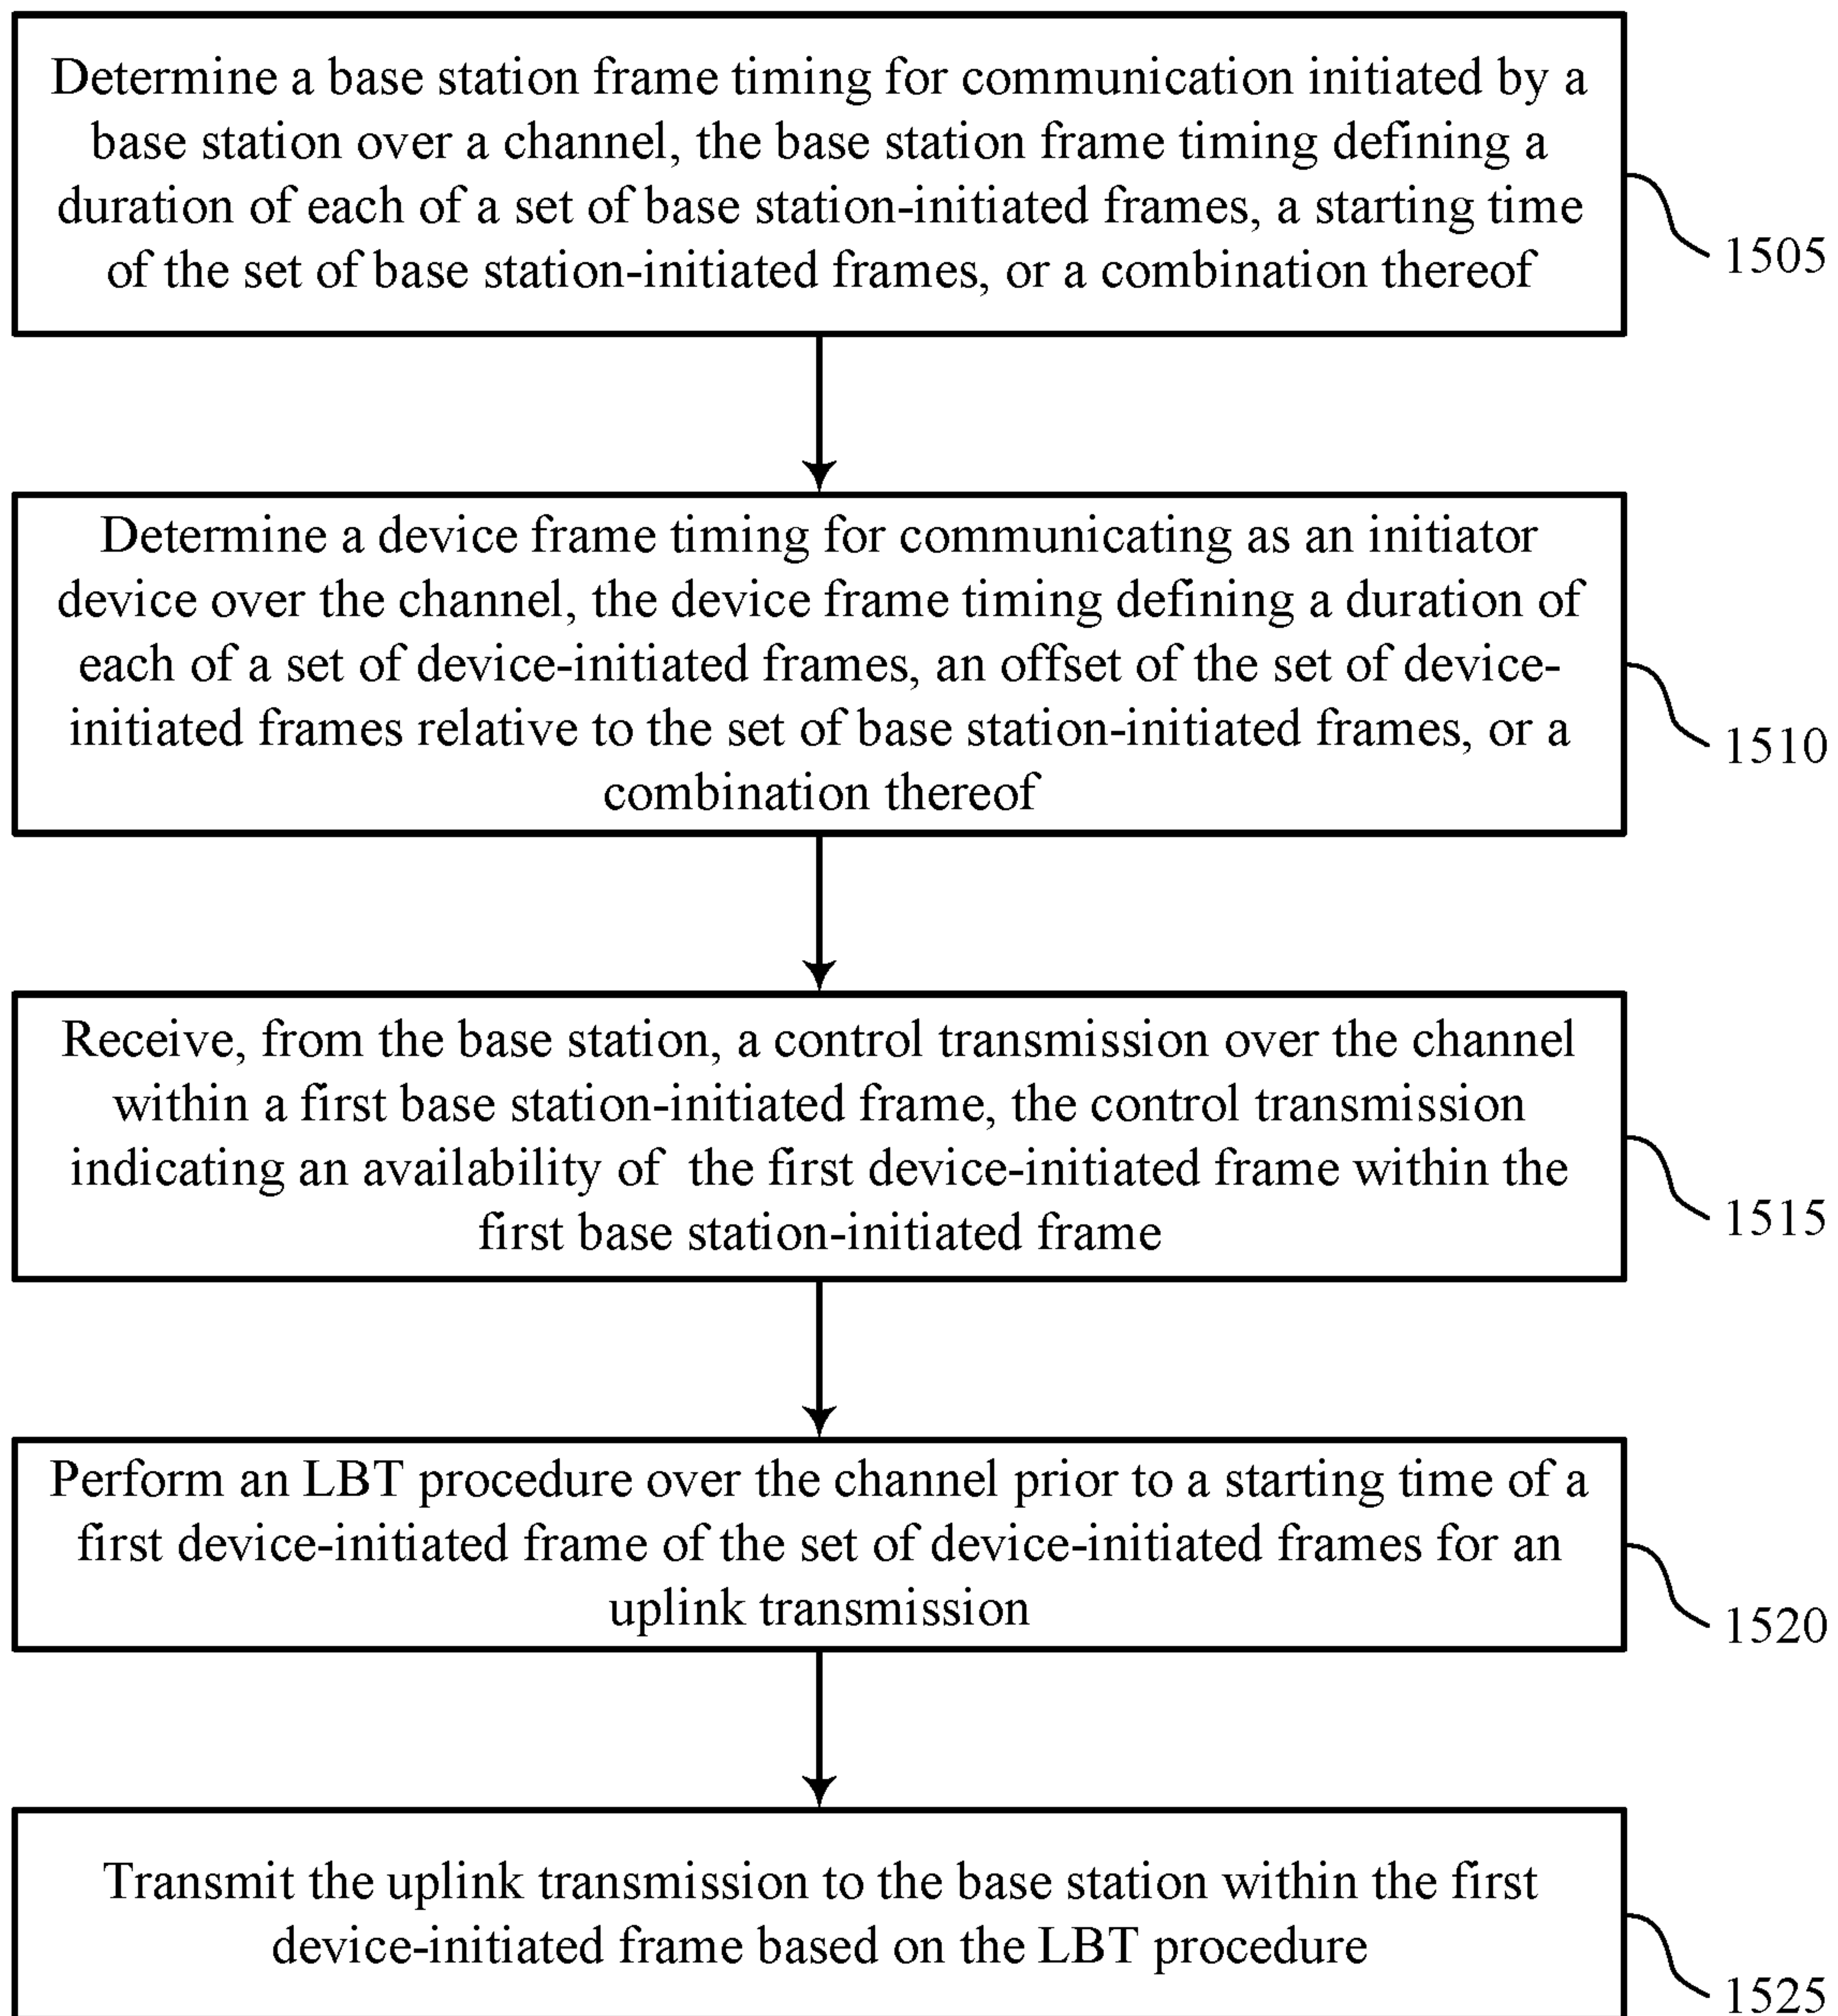 Determine a base station frame timing for communication initiated by a
base station over a channel, the base station frame timing defining a
duration of each of a set of base station-initiated frames, a starting time
of the set of base station-initiated frames, or a combination thereof
1505
Determine a device frame timing for communicating as an initiator
device over the channel, the device frame timing defining a duration of
each of a set of device-initiated frames, an offset of the set of device-
initiated frames relative to the set of base station-initiated frames, or a
combination thereof
1510
Receive, from the base station, a control transmission over the channel
within a first base station-initiated frame, the control transmission
indicating an availability of the first device-initiated frame within the
first base station-initiated frame
1515
Perform an LBT procedure over the channel prior to a starting time of a
first device-initiated frame of the set of device-initiated frames for an
uplink transmission
1520
Transmit the uplink transmission to the base station within the first
device-initiated frame based on the LBT procedure
1525